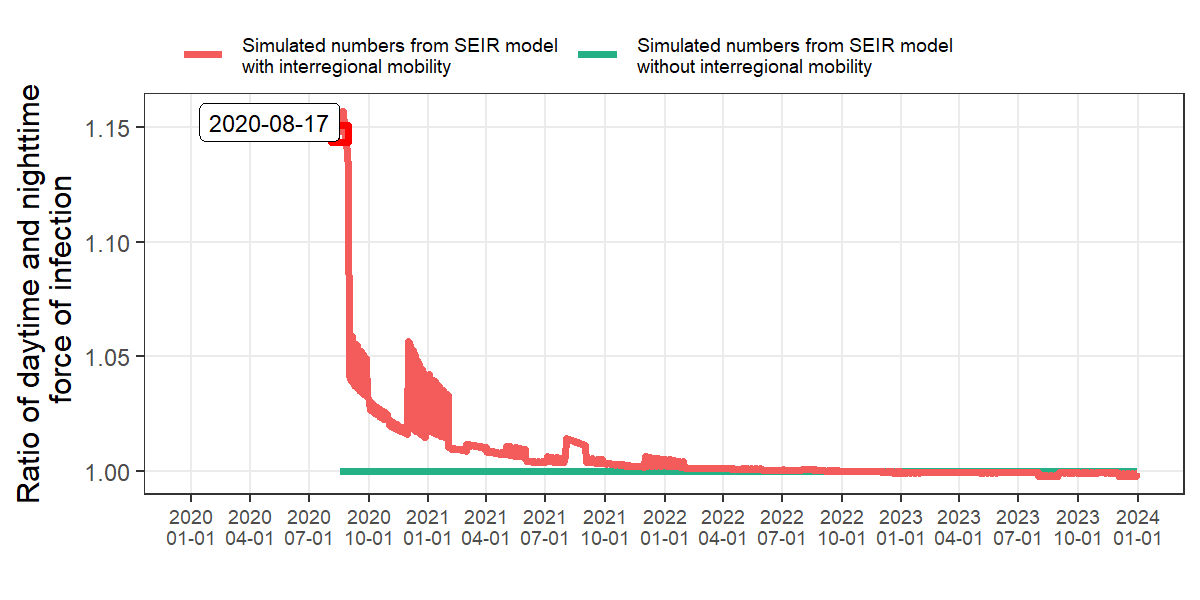 Simulated numbers from SEIR model
with interregional mobility
Simulated numbers from SEIR model
without interregional mobility
Ratio of daytime and nighttime
force of infection
2020-08-17
1.15
1.10
1.05
1.00
2020 2020 2020 2020 2021 2021 2021 2021 2022 2022 2022 2022 2023 2023 2023 2023 2024
01-01 04-01 07-01 10-01 01-01 04-01 07-01 10-01 01-01 04-01 07-01 10-01 01-01 04-01 07-01 10-01 01-01